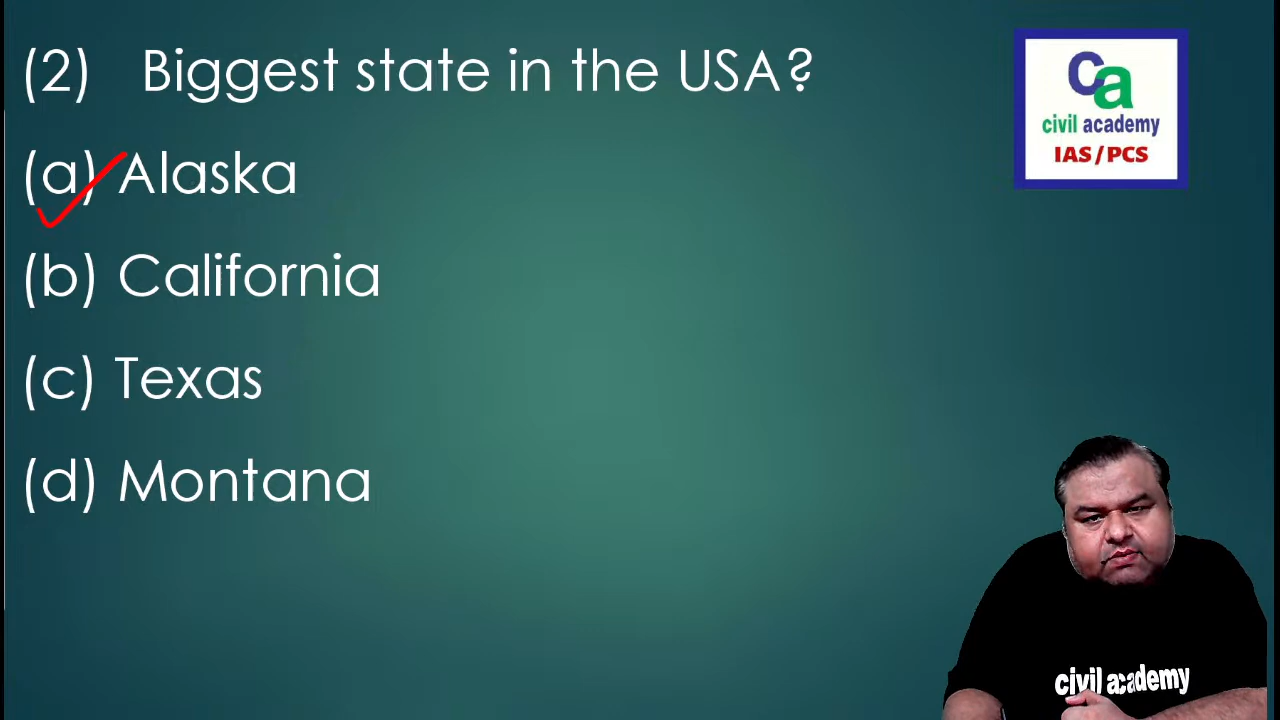 (2) Biggest state in the USA?
(a) Alaska
(b) California
(c) Texas
(d) Montana
ca
civil academy
IAS/PCS
civil academy